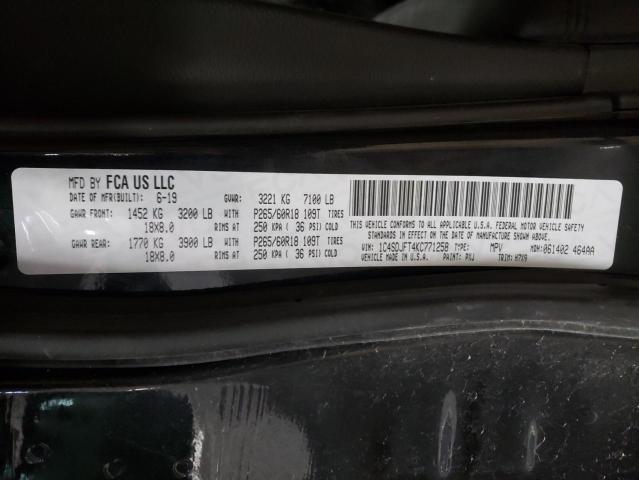 MFD BY FCA US LLC
DATE OF MFR(BUILT): 6-19 GVWR: 3221 KG 7100 LB
GAWR FRONT: 1452 KG 3200 LB WITH P265/60R18 109T TIRES
18X8.0 RIMS AT 250 KPA ( 36 PSI) COLD
GAWR REAR: 1770 KG 3900 LB WITH P265/60R18 109T TIRES
18X8.0 RIMS AT 250 KPA ( 36 PSI) COLD
THIS VEHICLE CONFORMS TO ALL APPLICABLE U.S.A. FEDERAL MOTOR VEHICLE SAFETY
STANDARDS IN EFFECT ON THE DATE OF MANUFACTURE SHOWN ABOVE.
VIN: 1C4SDJFT4KC771258 TYPE: MPV MDH: 061402 464AA
VEHICLE MADE IN U.S.A. PAINT: PXJ TRIM: H7X9